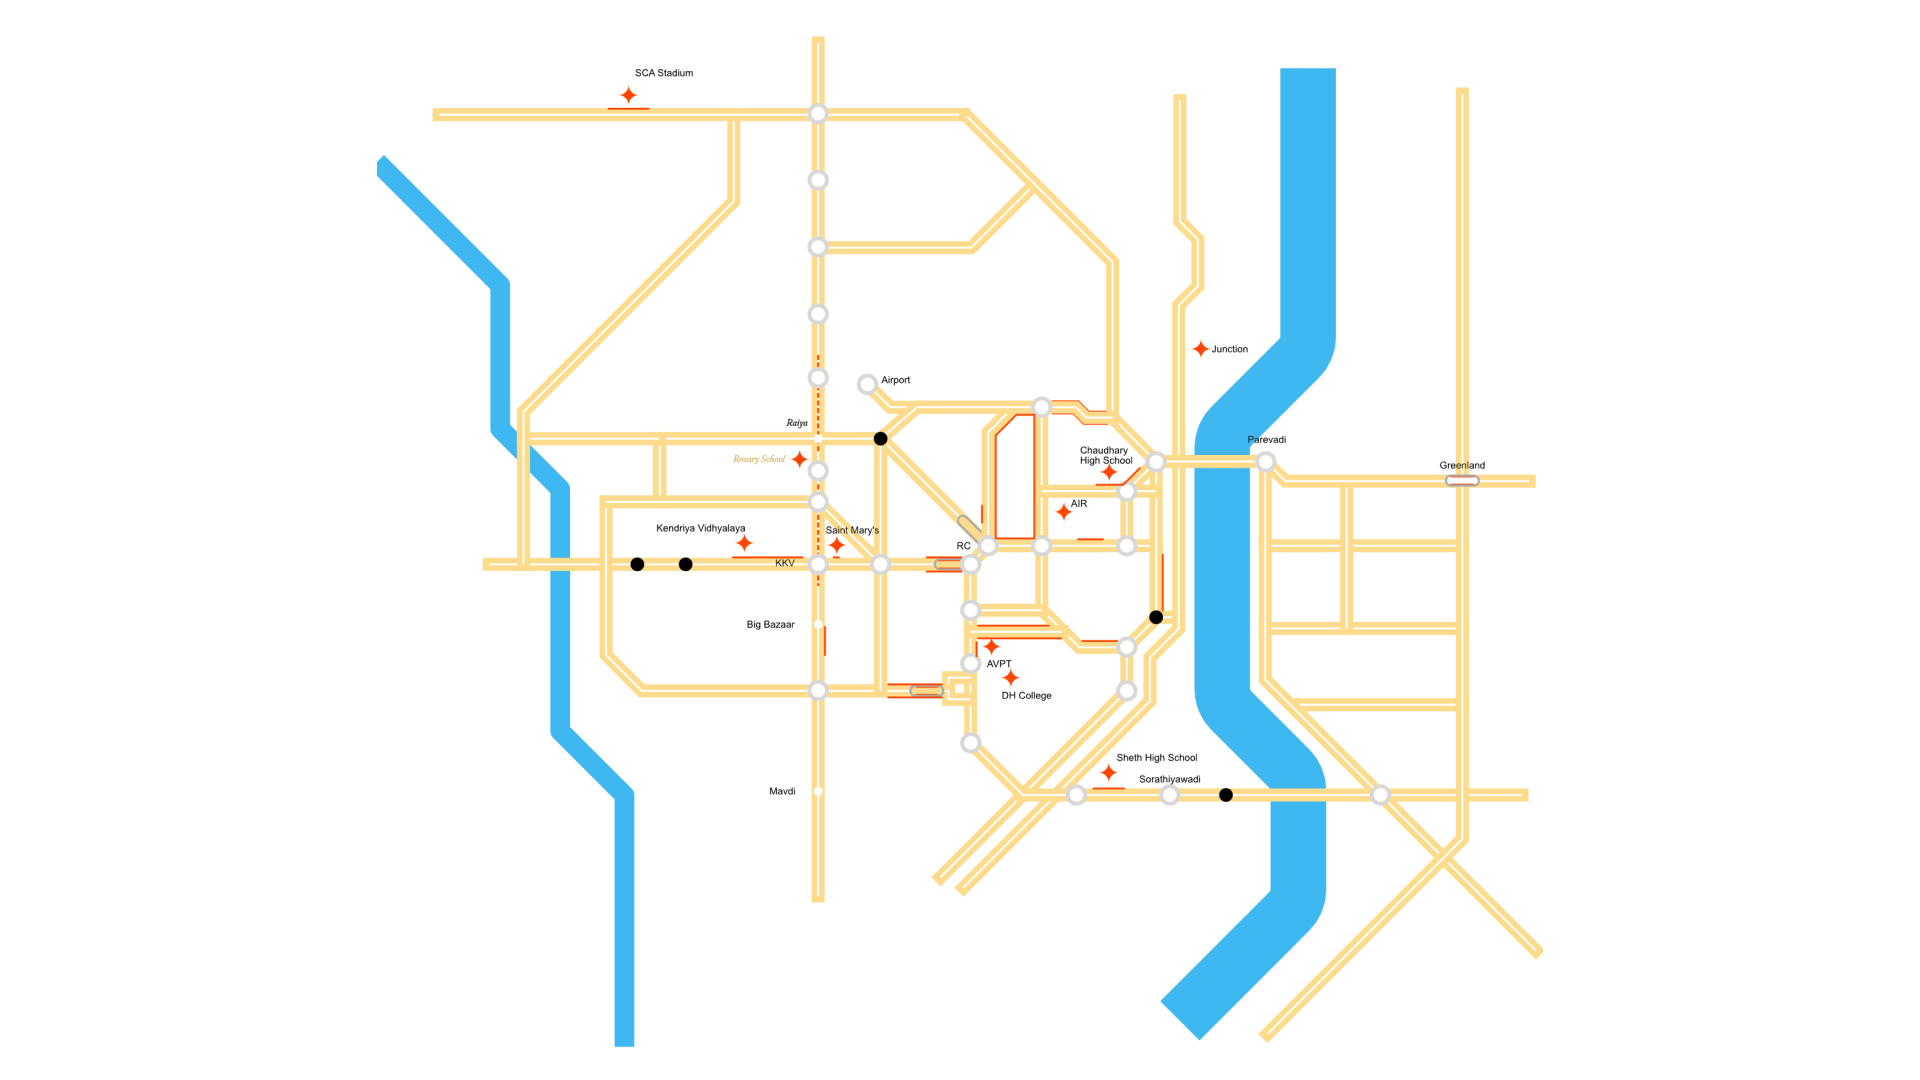 SCA Stadium
Junction
Airport
Raiya
Parevadi
Chaudhary
High School
Rosary School
Greenland
AIR
Kendriya Vidhyalaya
Saint Mary's
RC
KKV
Big Bazaar
AVPT
DH College
Sheth High School
Sorathiyawadi
Mavdi